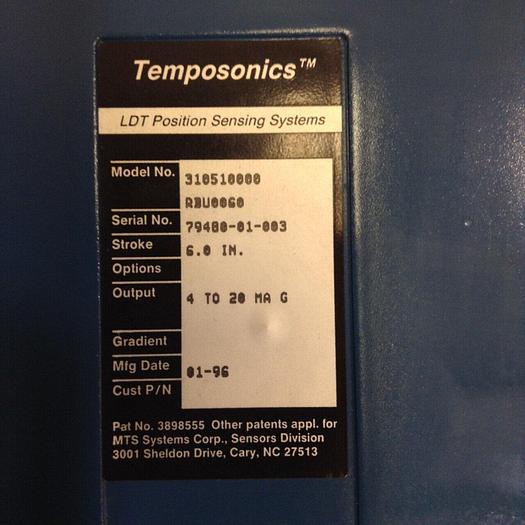 Temposonics™
LDT Position Sensing Systems
Model No. 310510000
RBU0060
Serial No. 79480-01-003
Stroke 6.0 IN.
Options
Output 4 TO 20 MA G
Gradient
Mfg Date 01-96
Cust P/N
Pat No. 3898555 Other patents appl. for
MTS Systems Corp., Sensors Division
3001 Sheldon Drive, Cary, NC 27513